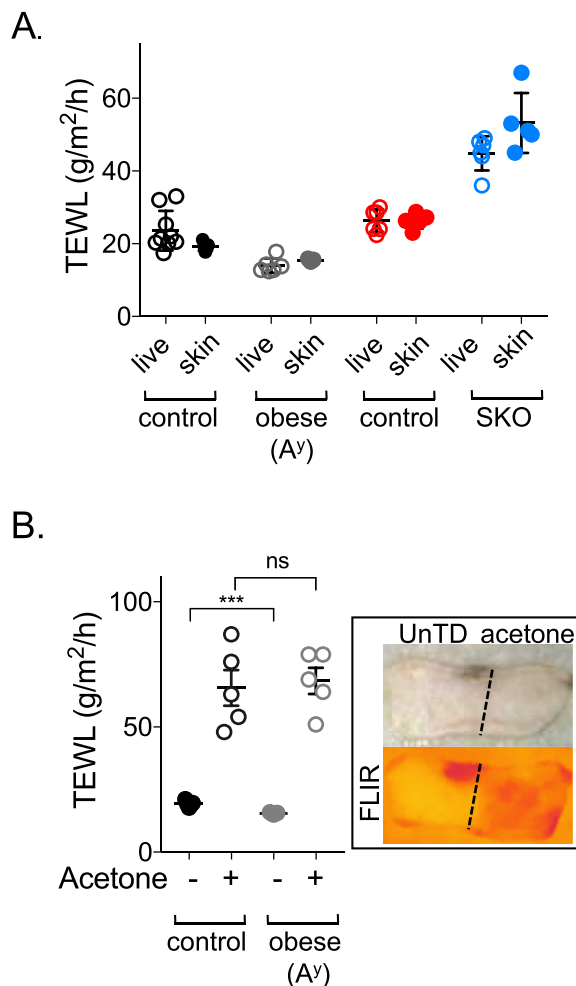 A.
TEWL (g/m²/h)
60
40
20
0
live skin live skin live skin live skin
control obese control SKO
(Aʸ)
B.
ns
***
100
50
0
TEWL (g/m²/h)
UnTD acetone
FLIR
Acetone - + - +
control obese
(Aʸ)